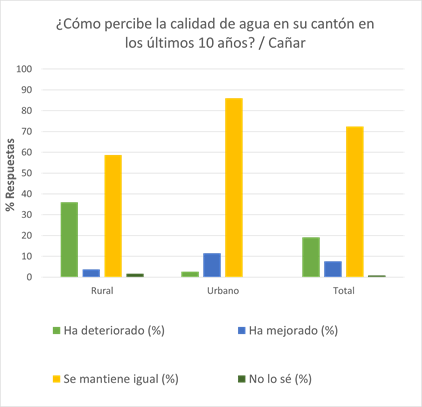 ¿Cómo percibe la calidad de agua en su cantón en
los últimos 10 años? / Cañar
% Respuestas
100
90
80
70
60
50
40
30
20
10
0
Rural
Urbano
Total
Ha deteriorado (%)
Ha mejorado (%)
Se mantiene igual (%)
No lo sé (%)